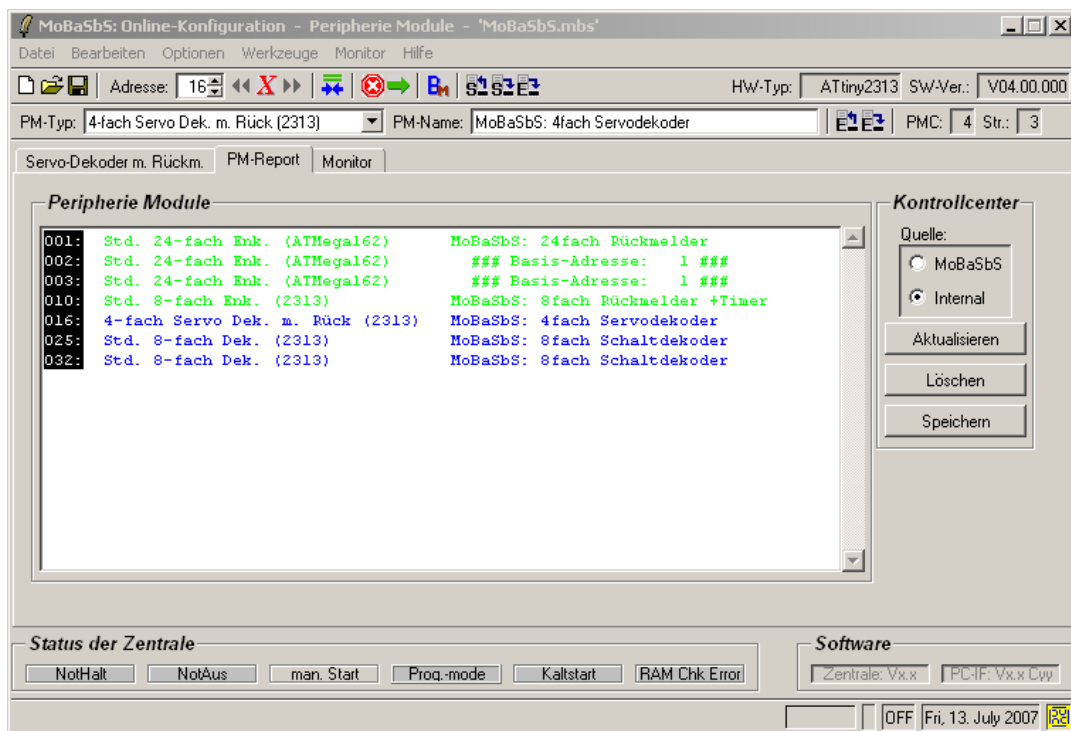 MoBaSbS: Online-Konfiguration - Peripherie Module - 'MoBaSbS.mbs'
Datei Bearbeiten Optionen Werkzeuge Monitor Hilfe
Adresse: 16 X BM HW-Typ: ATtiny2313 SW-Ver.: V04.00.000
PM-Typ: 4-fach Servo Dek. m. Rück (2313) PM-Name: MoBaSbS: 4fach Servodekoder PMC: 4 Str.: 3
Servo-Dekoder m. Rückm. PM-Report Monitor
Peripherie Module
001: Std. 24-fach Enk. (ATMega162) MoBaSbS: 24fach Rückmelder
002: Std. 24-fach Enk. (ATMega162) ### Basis-Adresse: 1 ###
003: Std. 24-fach Enk. (ATMega162) ### Basis-Adresse: 1 ###
010: Std. 8-fach Enk. (2313) MoBaSbS: 8fach Rückmelder +Timer
016: 4-fach Servo Dek. m. Rück (2313) MoBaSbS: 4fach Servodekoder
025: Std. 8-fach Dek. (2313) MoBaSbS: 8fach Schaltdekoder
032: Std. 8-fach Dek. (2313) MoBaSbS: 8fach Schaltdekoder
Kontrollcenter
Quelle:
MoBaSbS
Internal
Aktualisieren
Löschen
Speichern
Status der Zentrale
NotHalt NotAus man. Start Prog.-mode Kaltstart RAM Chk Error
Software
Zentrale: Vx.x PC-IF: Vx.x Cyy
OFF Fri, 13. July 2007